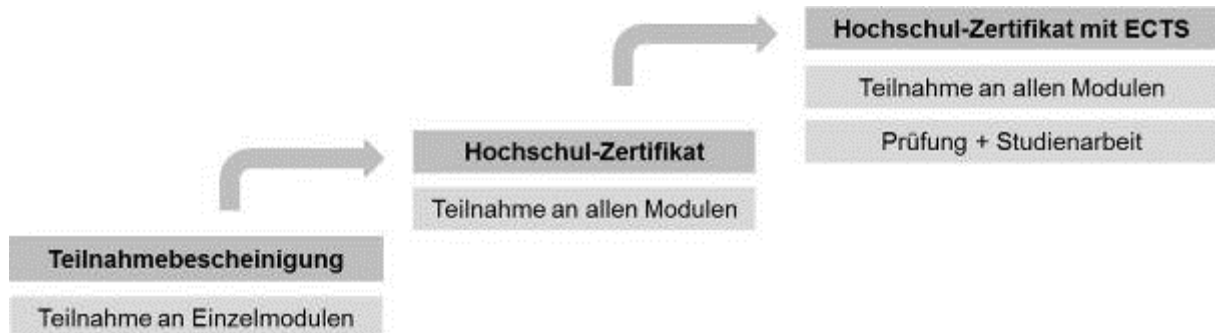 Hochschul-Zertifikat mit ECTS
Teilnahme an allen Modulen
Prüfung + Studienarbeit
Hochschul-Zertifikat
Teilnahme an allen Modulen
Teilnahmebescheinigung
Teilnahme an Einzelmodulen